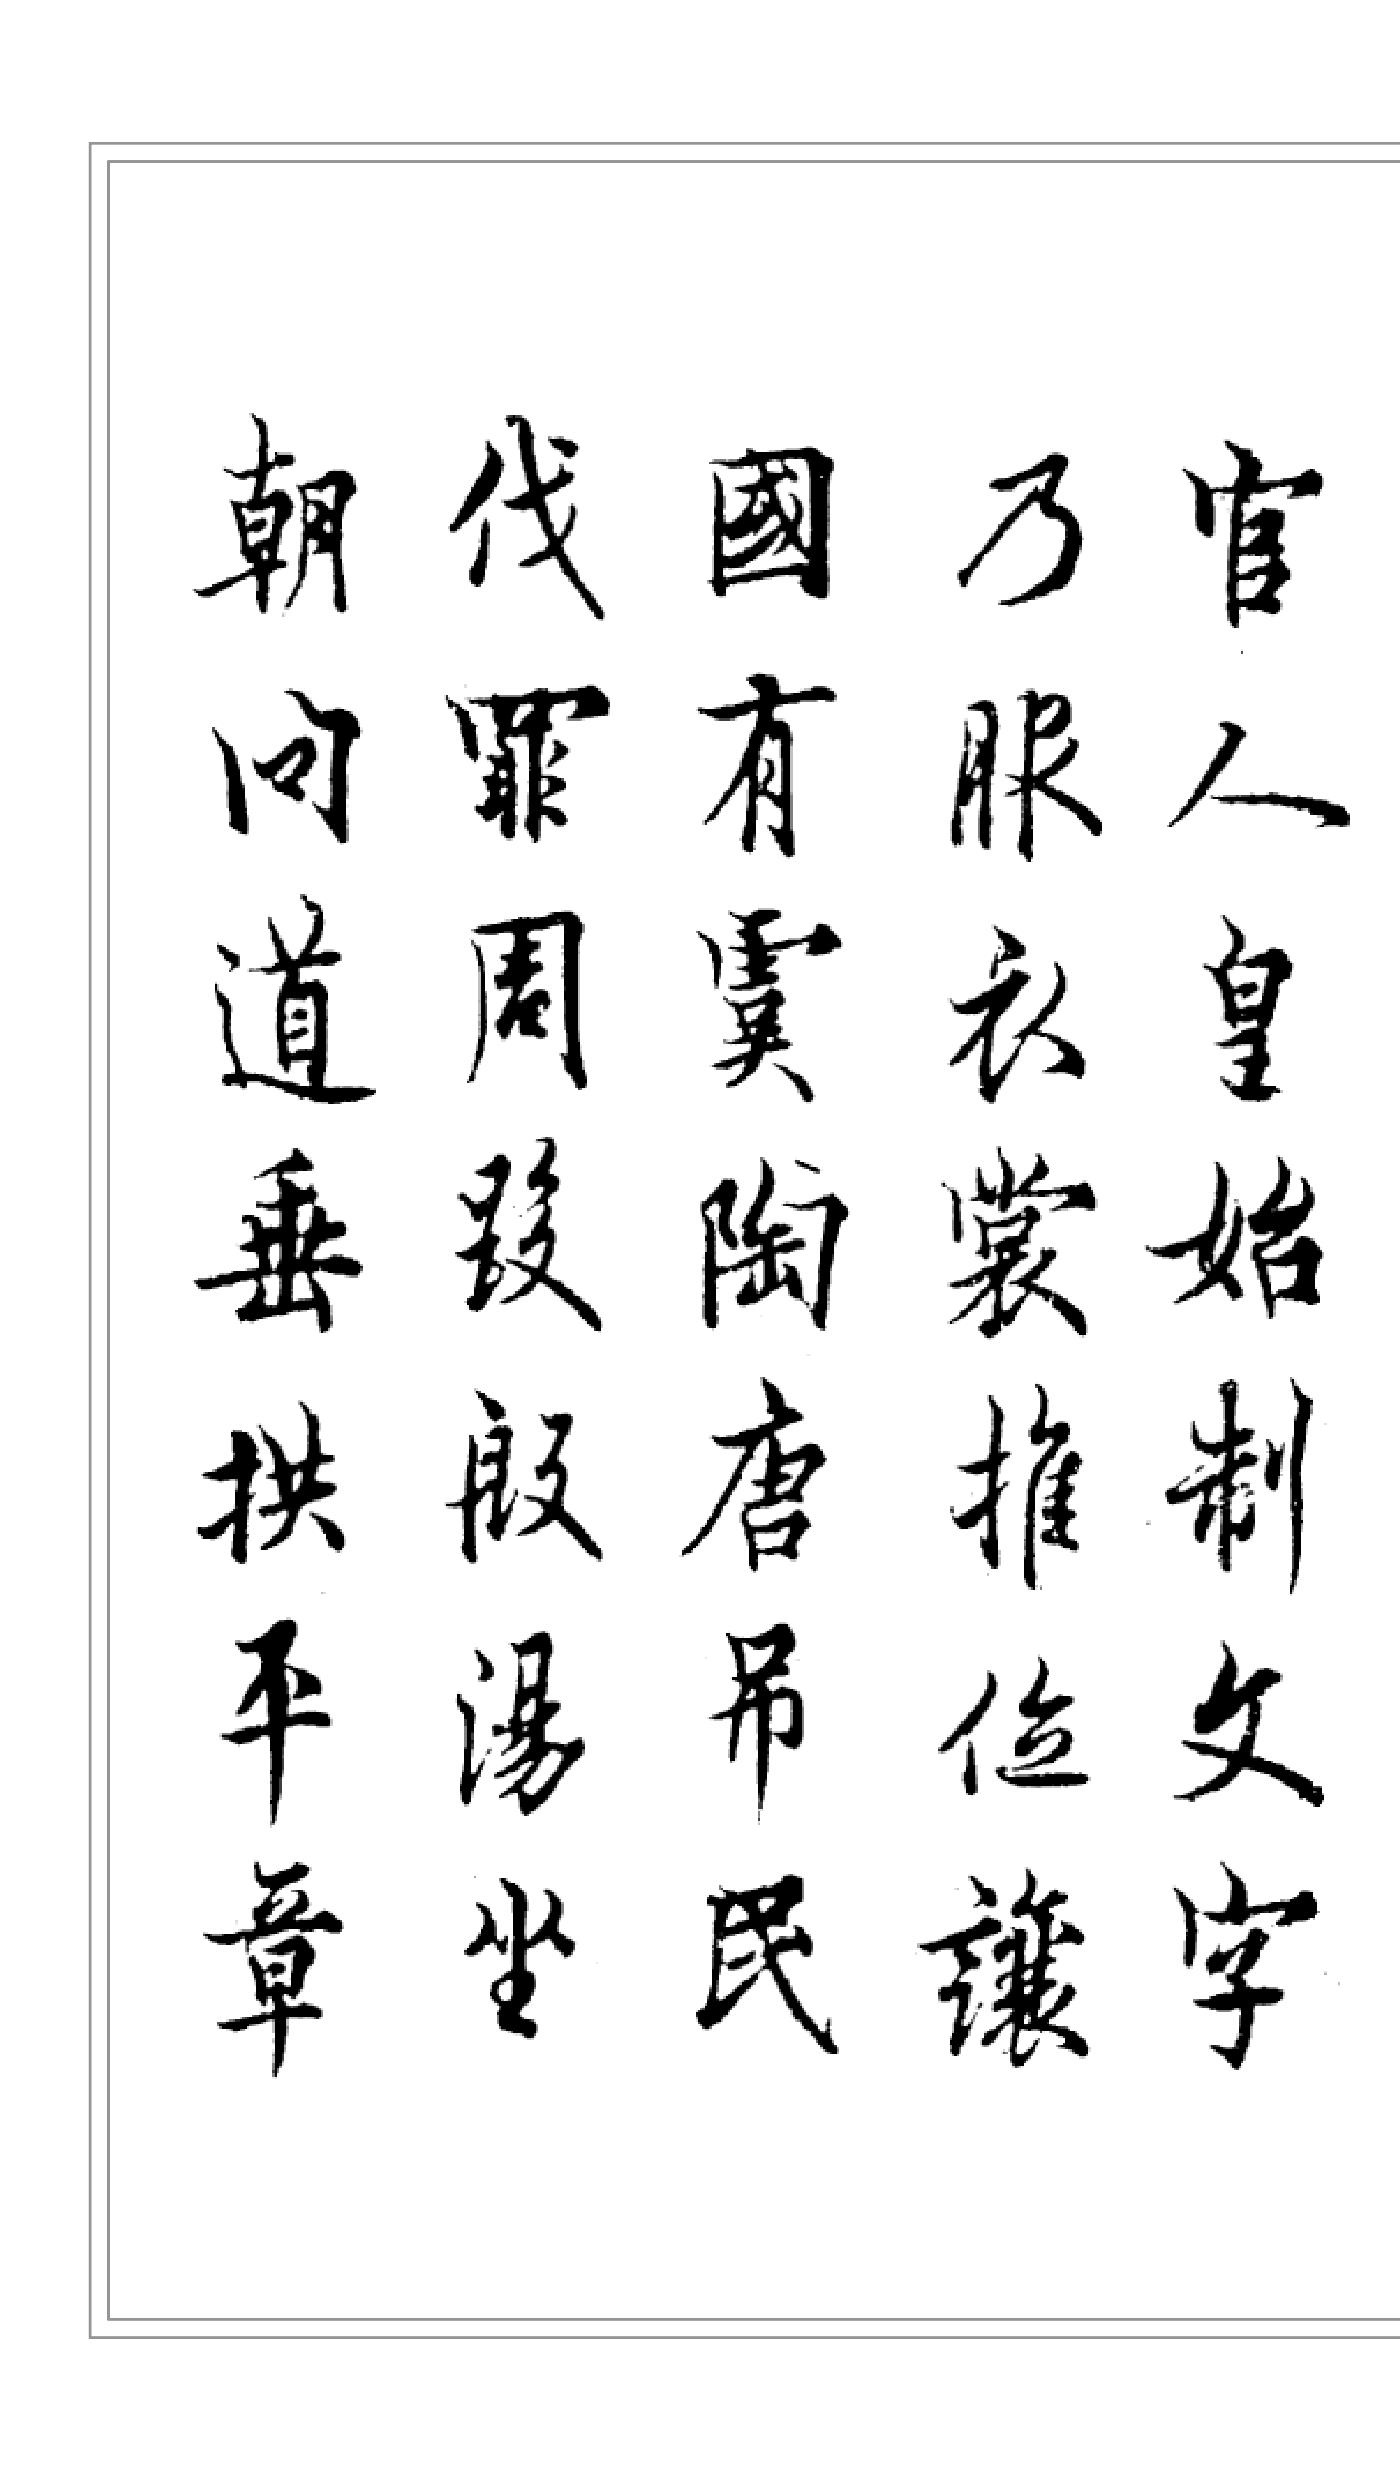 官人皇始制文字
乃服衣裳推位讓
國有虞陶唐吊民
伐罪周發殷湯坐
朝問道垂拱平章